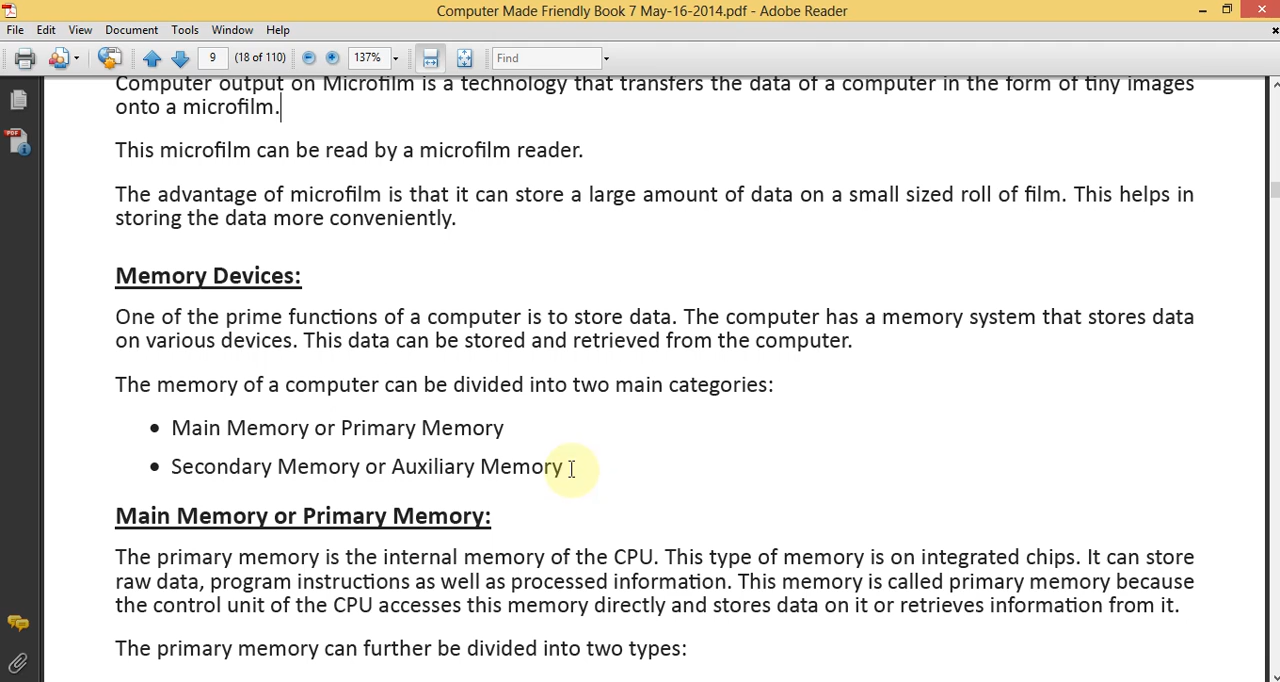 Computer Made Friendly Book 7 May-16-2014.pdf - Adobe Reader
File Edit View Document Tools Window Help
9 (18 of 110) 137% Find
Computer output on Microfilm is a technology that transfers the data of a computer in the form of tiny images
onto a microfilm.
This microfilm can be read by a microfilm reader.
The advantage of microfilm is that it can store a large amount of data on a small sized roll of film. This helps in
storing the data more conveniently.
Memory Devices:
One of the prime functions of a computer is to store data. The computer has a memory system that stores data
on various devices. This data can be stored and retrieved from the computer.
The memory of a computer can be divided into two main categories:
• Main Memory or Primary Memory
• Secondary Memory or Auxiliary Memory
Main Memory or Primary Memory:
The primary memory is the internal memory of the CPU. This type of memory is on integrated chips. It can store
raw data, program instructions as well as processed information. This memory is called primary memory because
the control unit of the CPU accesses this memory directly and stores data on it or retrieves information from it.
The primary memory can further be divided into two types: